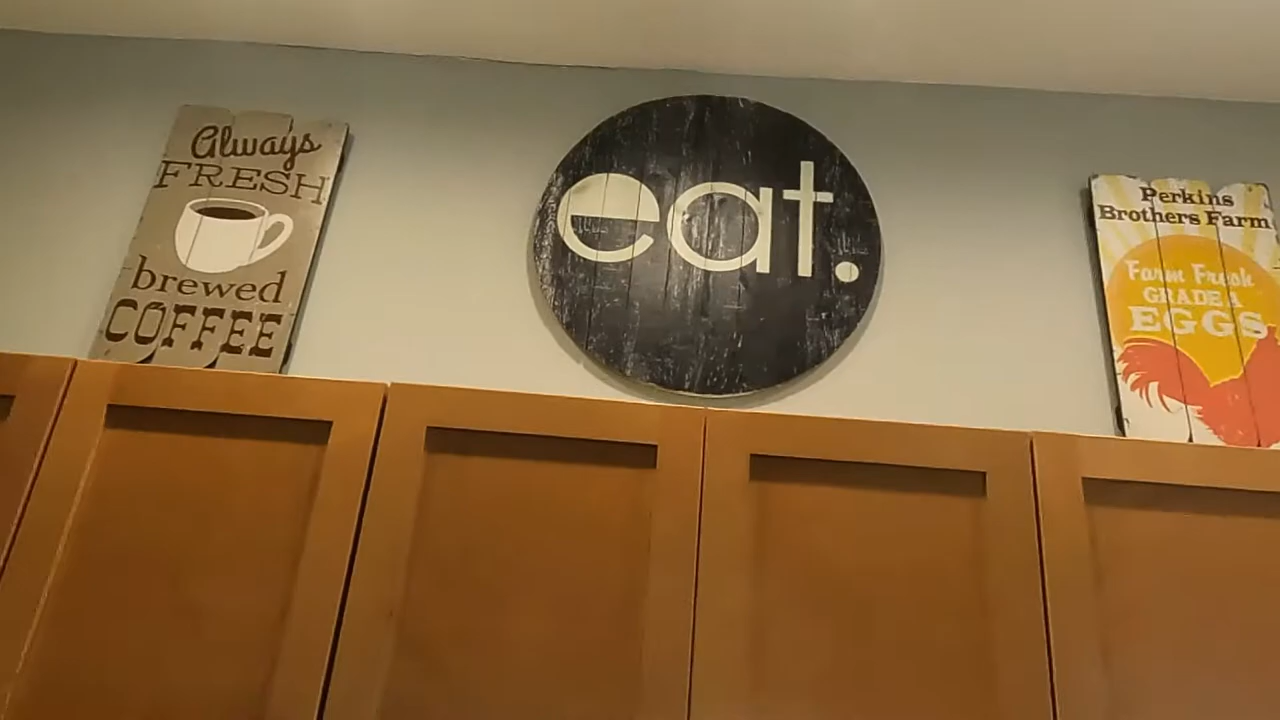 Always
FRESH
brewed
COFFEE
eat.
Perkins
Brothers Farm
Farm Fresh
GRADE A
EGGS